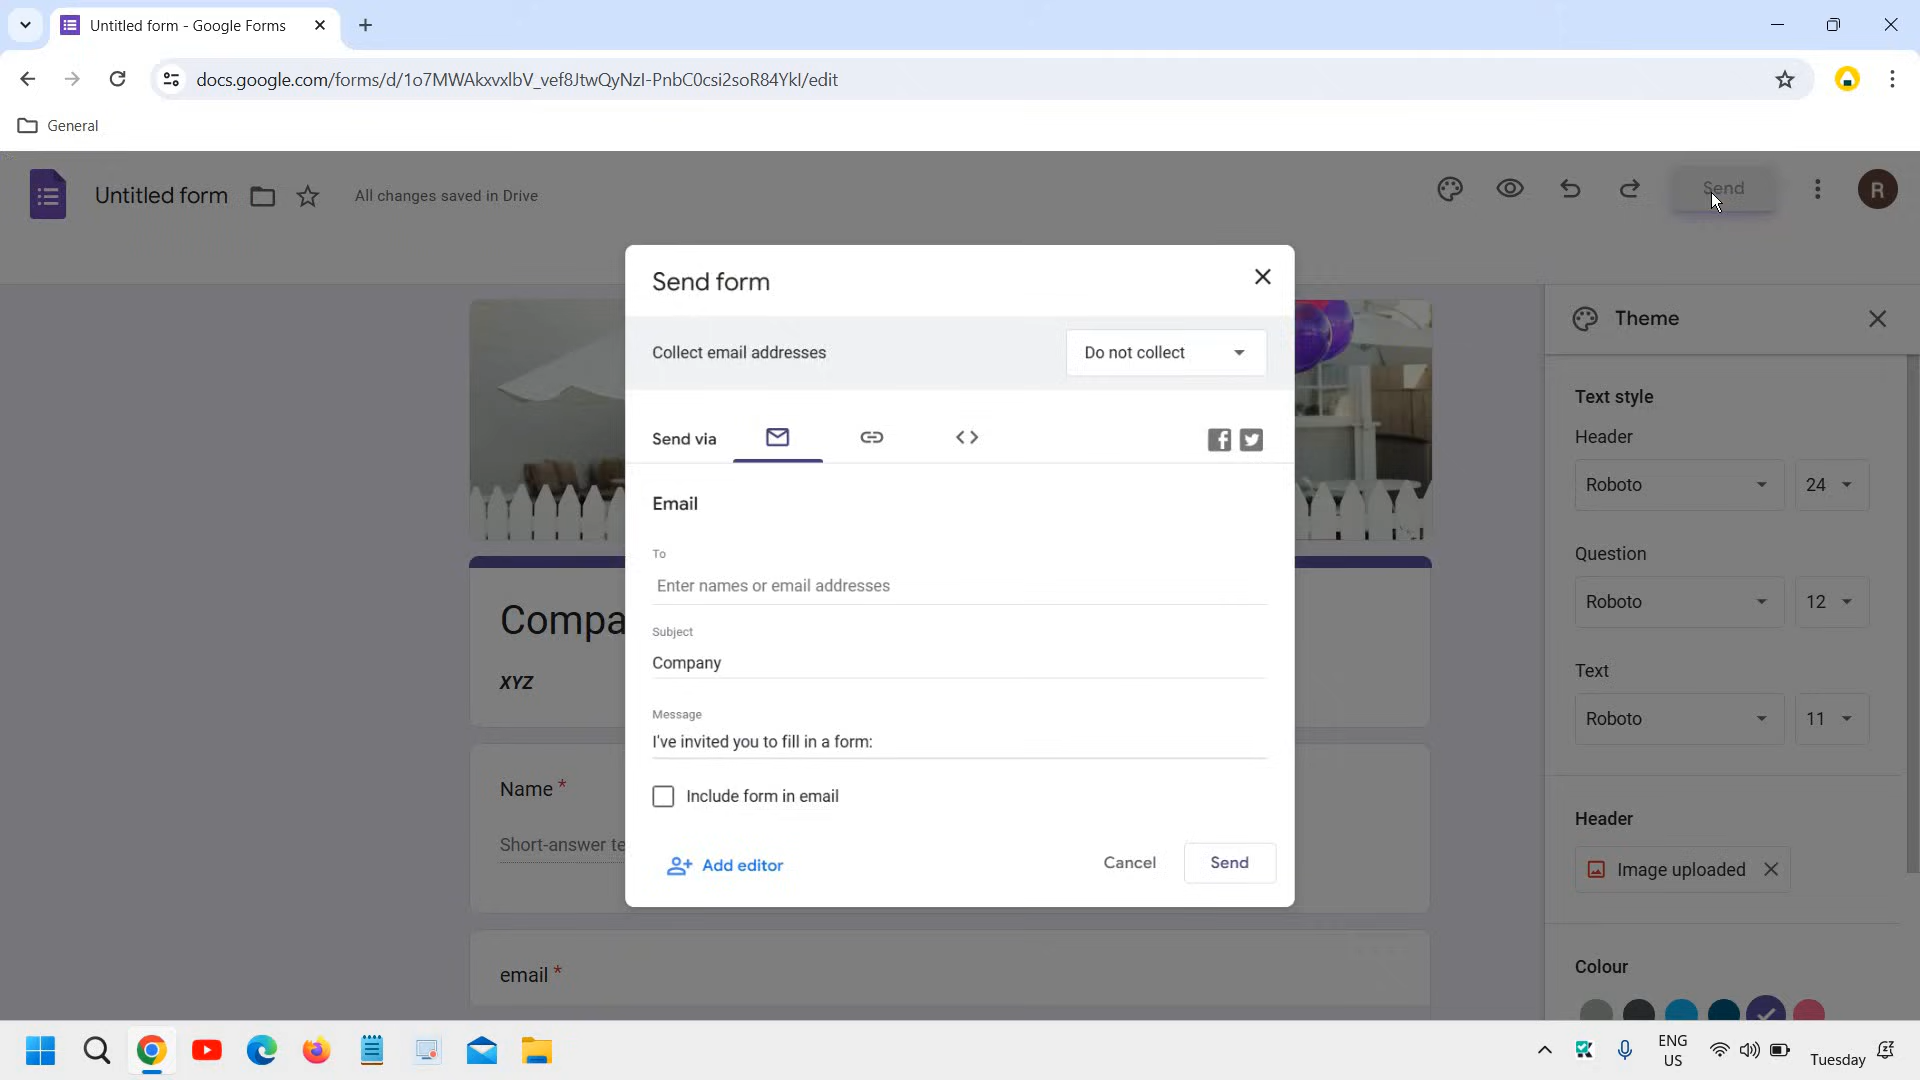 Untitled form - Google Forms
docs.google.com/forms/d/1o7MWAkxvxlbV_vef8JtwQyNzI-PnbC0csi2soR84YkI/edit
General
Untitled form
All changes saved in Drive
Send
R
Send form
Collect email addresses
Do not collect
Send via
Email
To
Enter names or email addresses
Subject
Company
Message
I've invited you to fill in a form:
Include form in email
Add editor
Cancel
Send
Compa
XYZ
Name *
Short-answer te
email *
Theme
Text style
Header
Roboto
24
Question
Roboto
12
Text
Roboto
11
Header
Image uploaded
Colour
ENG
US
Tuesday